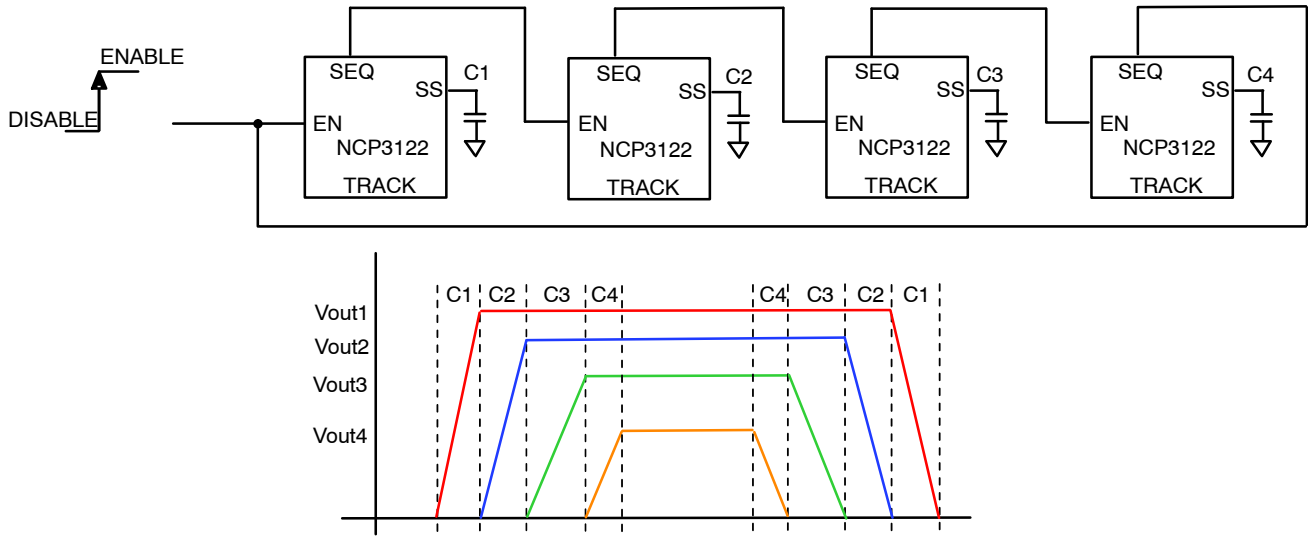 ENABLE
DISABLE
SEQ
C1
SS
EN
NCP3122
TRACK
SEQ
C2
SS
EN
NCP3122
TRACK
SEQ
C3
SS
EN
NCP3122
TRACK
SEQ
C4
SS
EN
NCP3122
TRACK
C1 C2 C3 C4 C4 C3 C2 C1
Vout1
Vout2
Vout3
Vout4